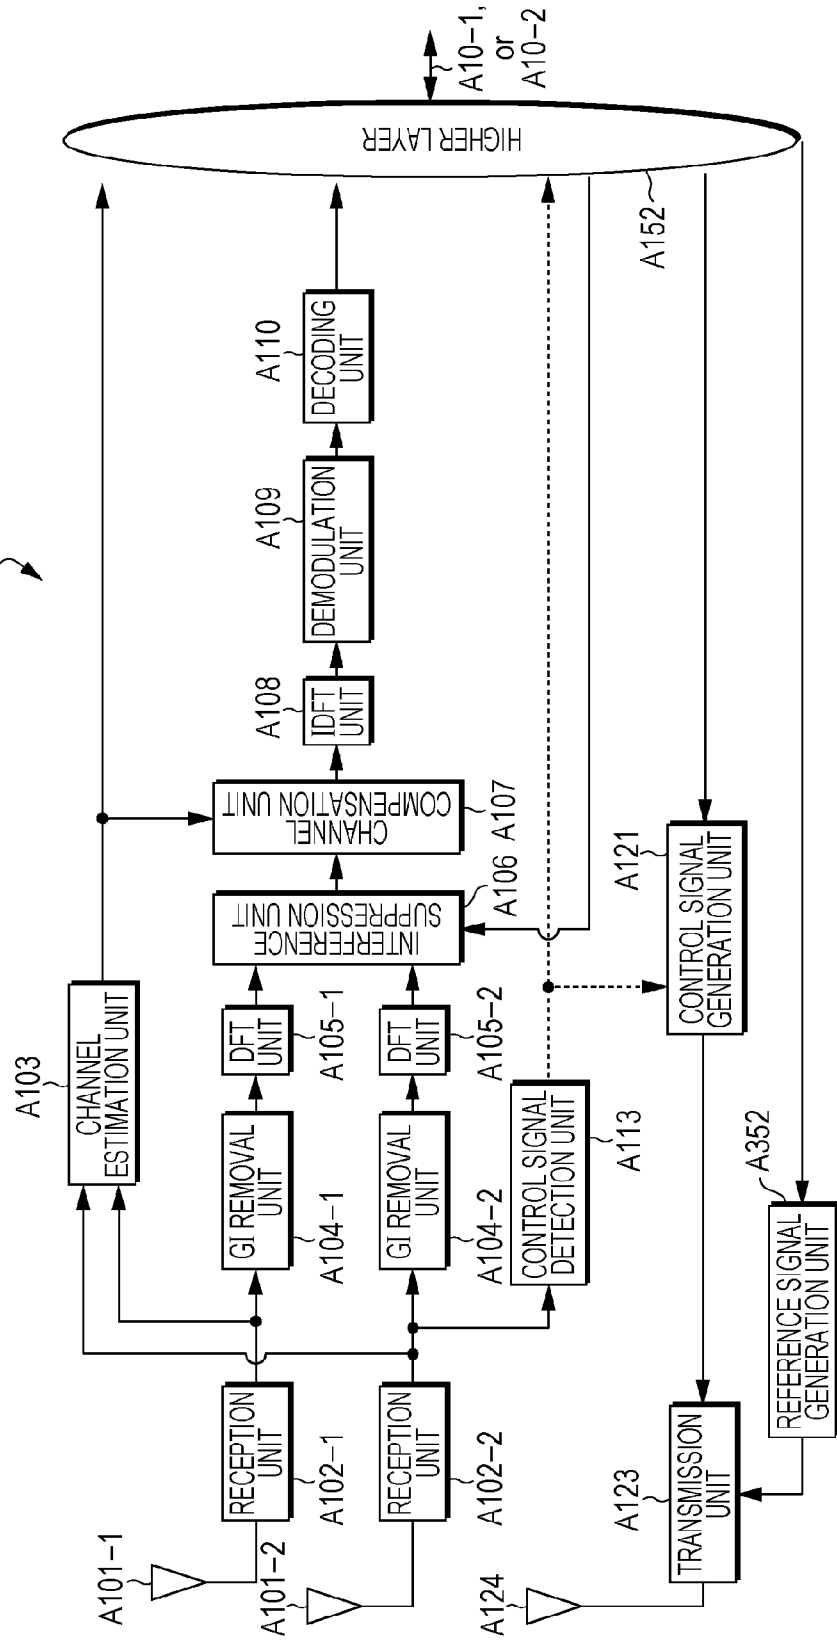 A10-1,
or
A10-2
HIGHER LAYER
A152
A110
DECODING
UNIT
A109
DEMODULATION
UNIT
A108
IDFT
UNIT
CHANNEL
COMPENSATION UNIT
A107
INTERFERENCE
SUPPRESSION UNIT
A106
A103
CHANNEL
ESTIMATION UNIT
DFT
UNIT
A105-1
DFT
UNIT
A105-2
GI REMOVAL
UNIT
A104-1
GI REMOVAL
UNIT
A104-2
CONTROL SIGNAL
DETECTION UNIT
A113
A121
CONTROL SIGNAL
GENERATION UNIT
A352
REFERENCE SIGNAL
GENERATION UNIT
RECEPTION
UNIT
A102-1
RECEPTION
UNIT
A102-2
A123
TRANSMISSION
UNIT
A101-1
A101-2
A124